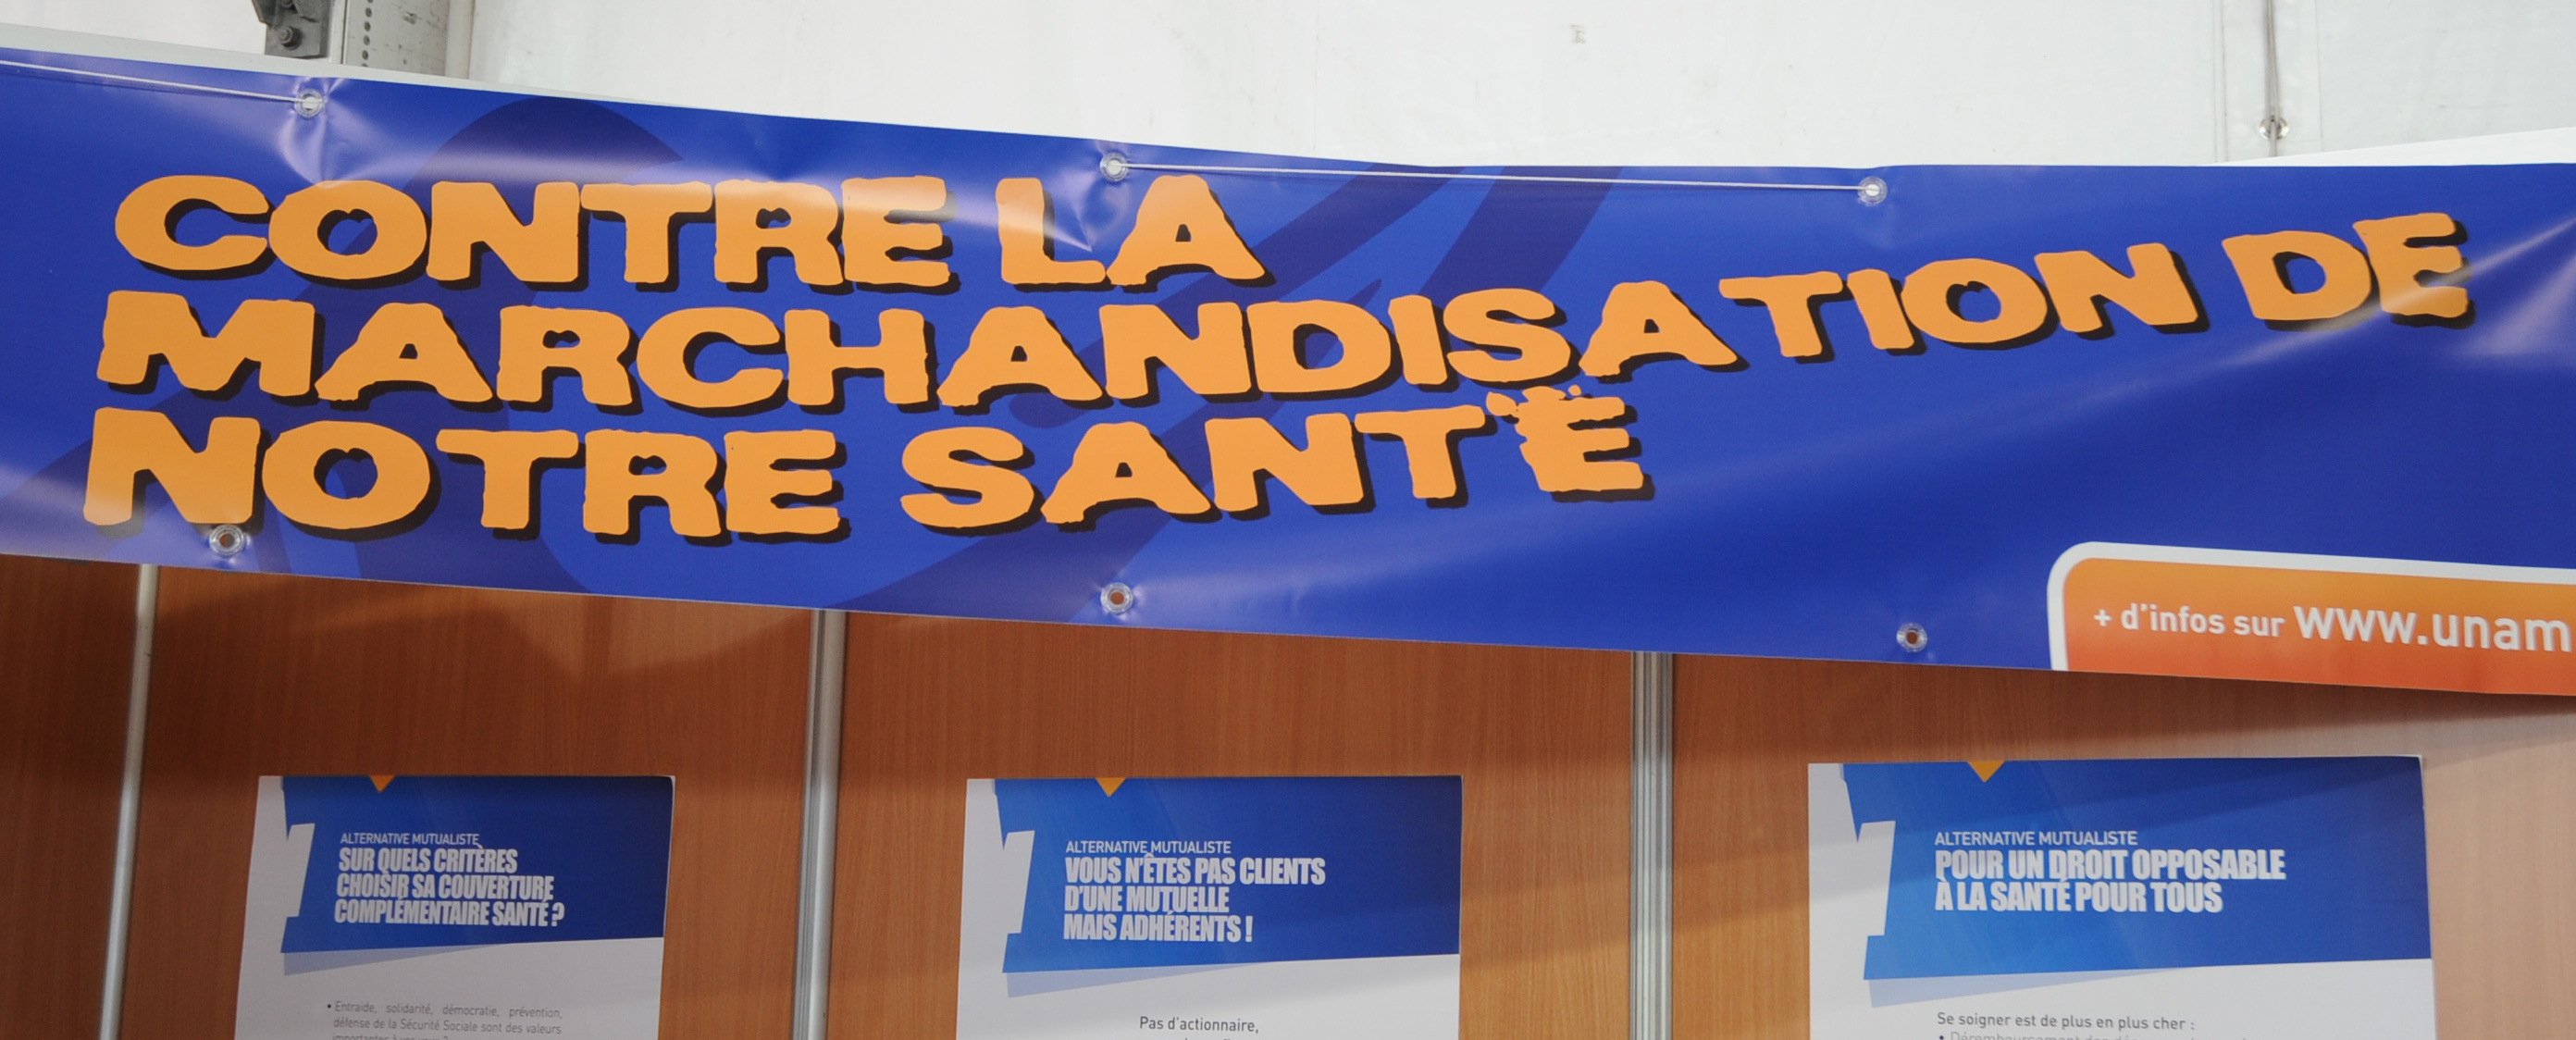 CONTRE LA
MARCHANDISATION DE
NOTRE SANTÉ
+ d'infos sur www.unam
ALTERNATIVE MUTUALISTE
SUR QUELS CRITÈRES
CHOISIR SA COUVERTURE
COMPLÉMENTAIRE SANTÉ ?
• Entraide, solidarité, démocratie, prévention,
défense de la Sécurité Sociale sont des valeurs
ALTERNATIVE MUTUALISTE
VOUS N'ÊTES PAS CLIENTS
D'UNE MUTUELLE
MAIS ADHÉRENTS !
Pas d'actionnaire,
ALTERNATIVE MUTUALISTE
POUR UN DROIT OPPOSABLE
À LA SANTÉ POUR TOUS
Se soigner est de plus en plus cher :